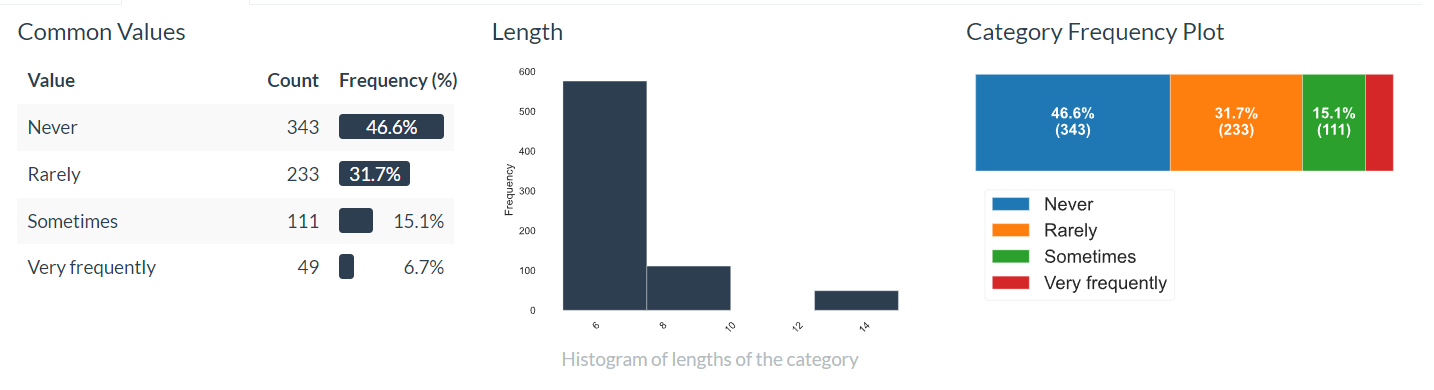 Common Values
Value Count Frequency (%)
Never 343 46.6%
Rarely 233 31.7%
Sometimes 111 15.1%
Very frequently 49 6.7%
Length
600
500
400
300
200
100
0
Frequency
6 8 10 12 14
Histogram of lengths of the category
Category Frequency Plot
46.6% 31.7% 15.1%
(343) (233) (111)
Never
Rarely
Sometimes
Very frequently